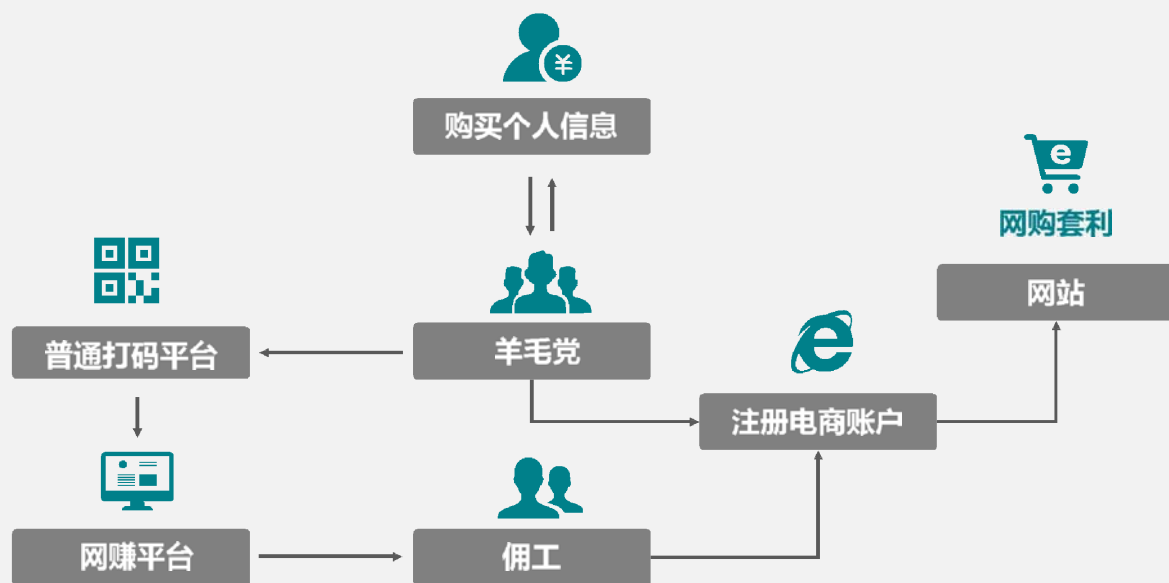 ¥
购买个人信息
e
网购套利
网站
普通打码平台
羊毛党
注册电商账户
网赚平台
佣工